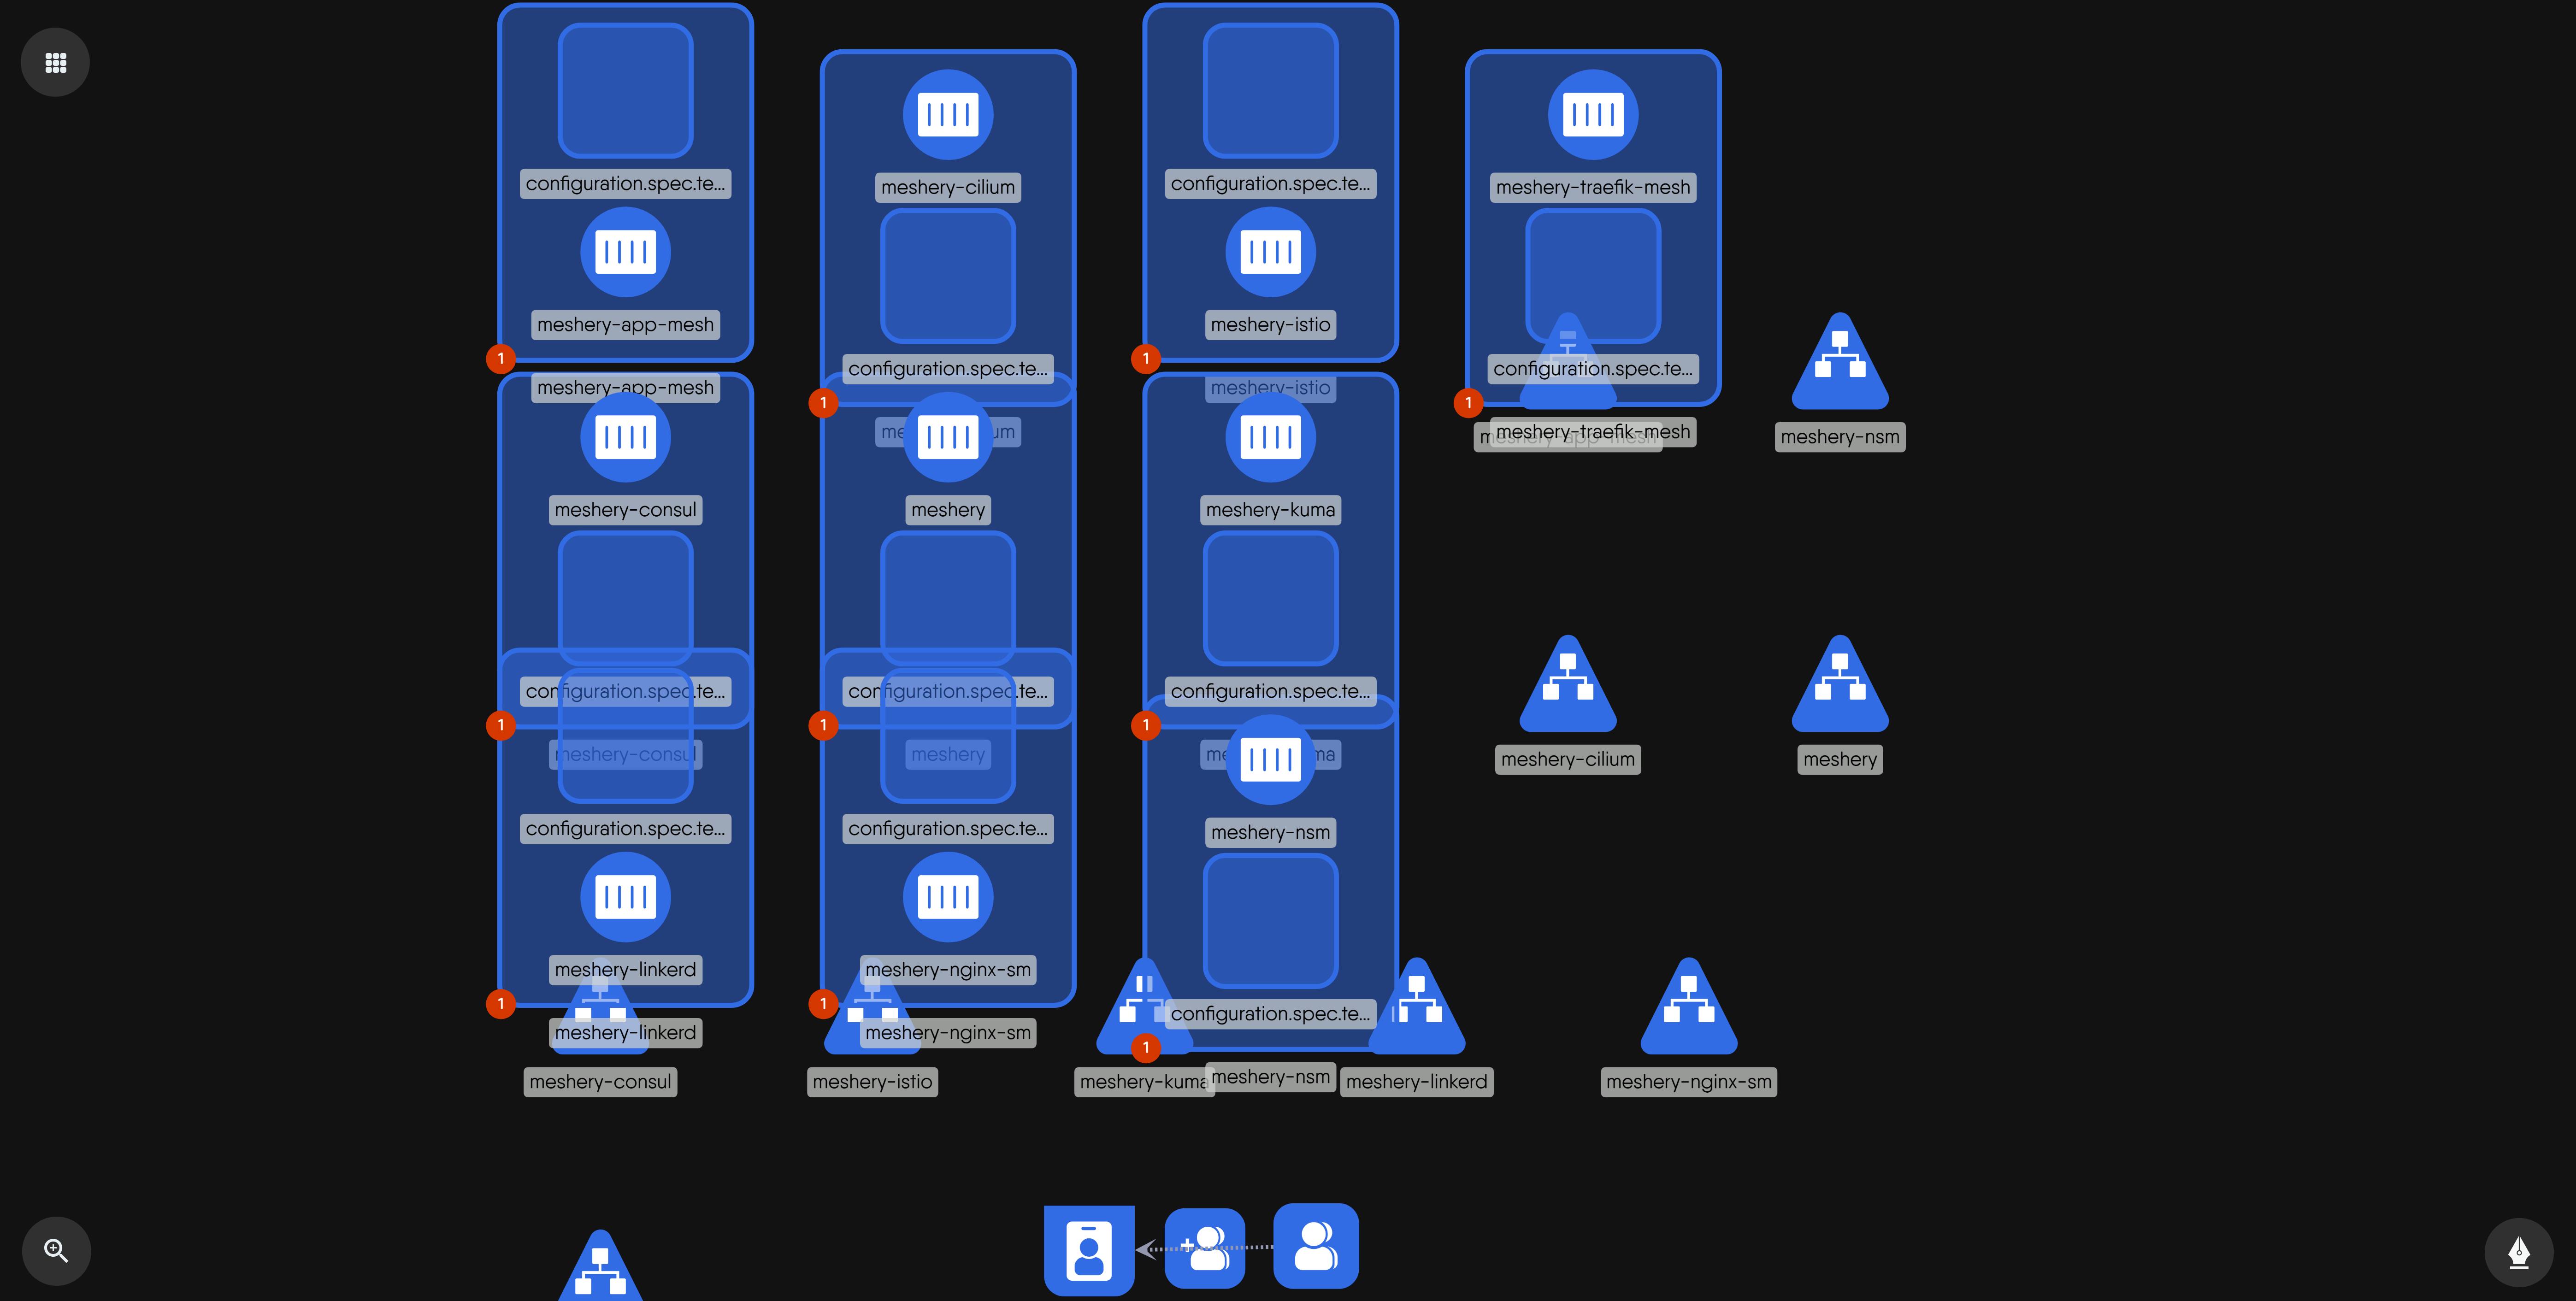 configuration.spec.te...
meshery-app-mesh
1
meshery-app-mesh
meshery-cilium
configuration.spec.te...
1
configuration.spec.te...
meshery-istio
1
meshery-istio
meshery-traefik-mesh
configuration.spec.te...
1
meshery-traefik-mesh
meshery-nsm
meshery-consul
configuration.spec.te...
1
meshery-consul
meshery
configuration.spec.te...
1
meshery
meshery-kuma
configuration.spec.te...
1
meshery-cilium
meshery
configuration.spec.te...
meshery-linkerd
1
meshery-linkerd
configuration.spec.te...
meshery-nginx-sm
1
meshery-nginx-sm
meshery-nsm
configuration.spec.te...
1
meshery-nsm
meshery-consul
meshery-istio
meshery-kuma
meshery-linkerd
meshery-nginx-sm